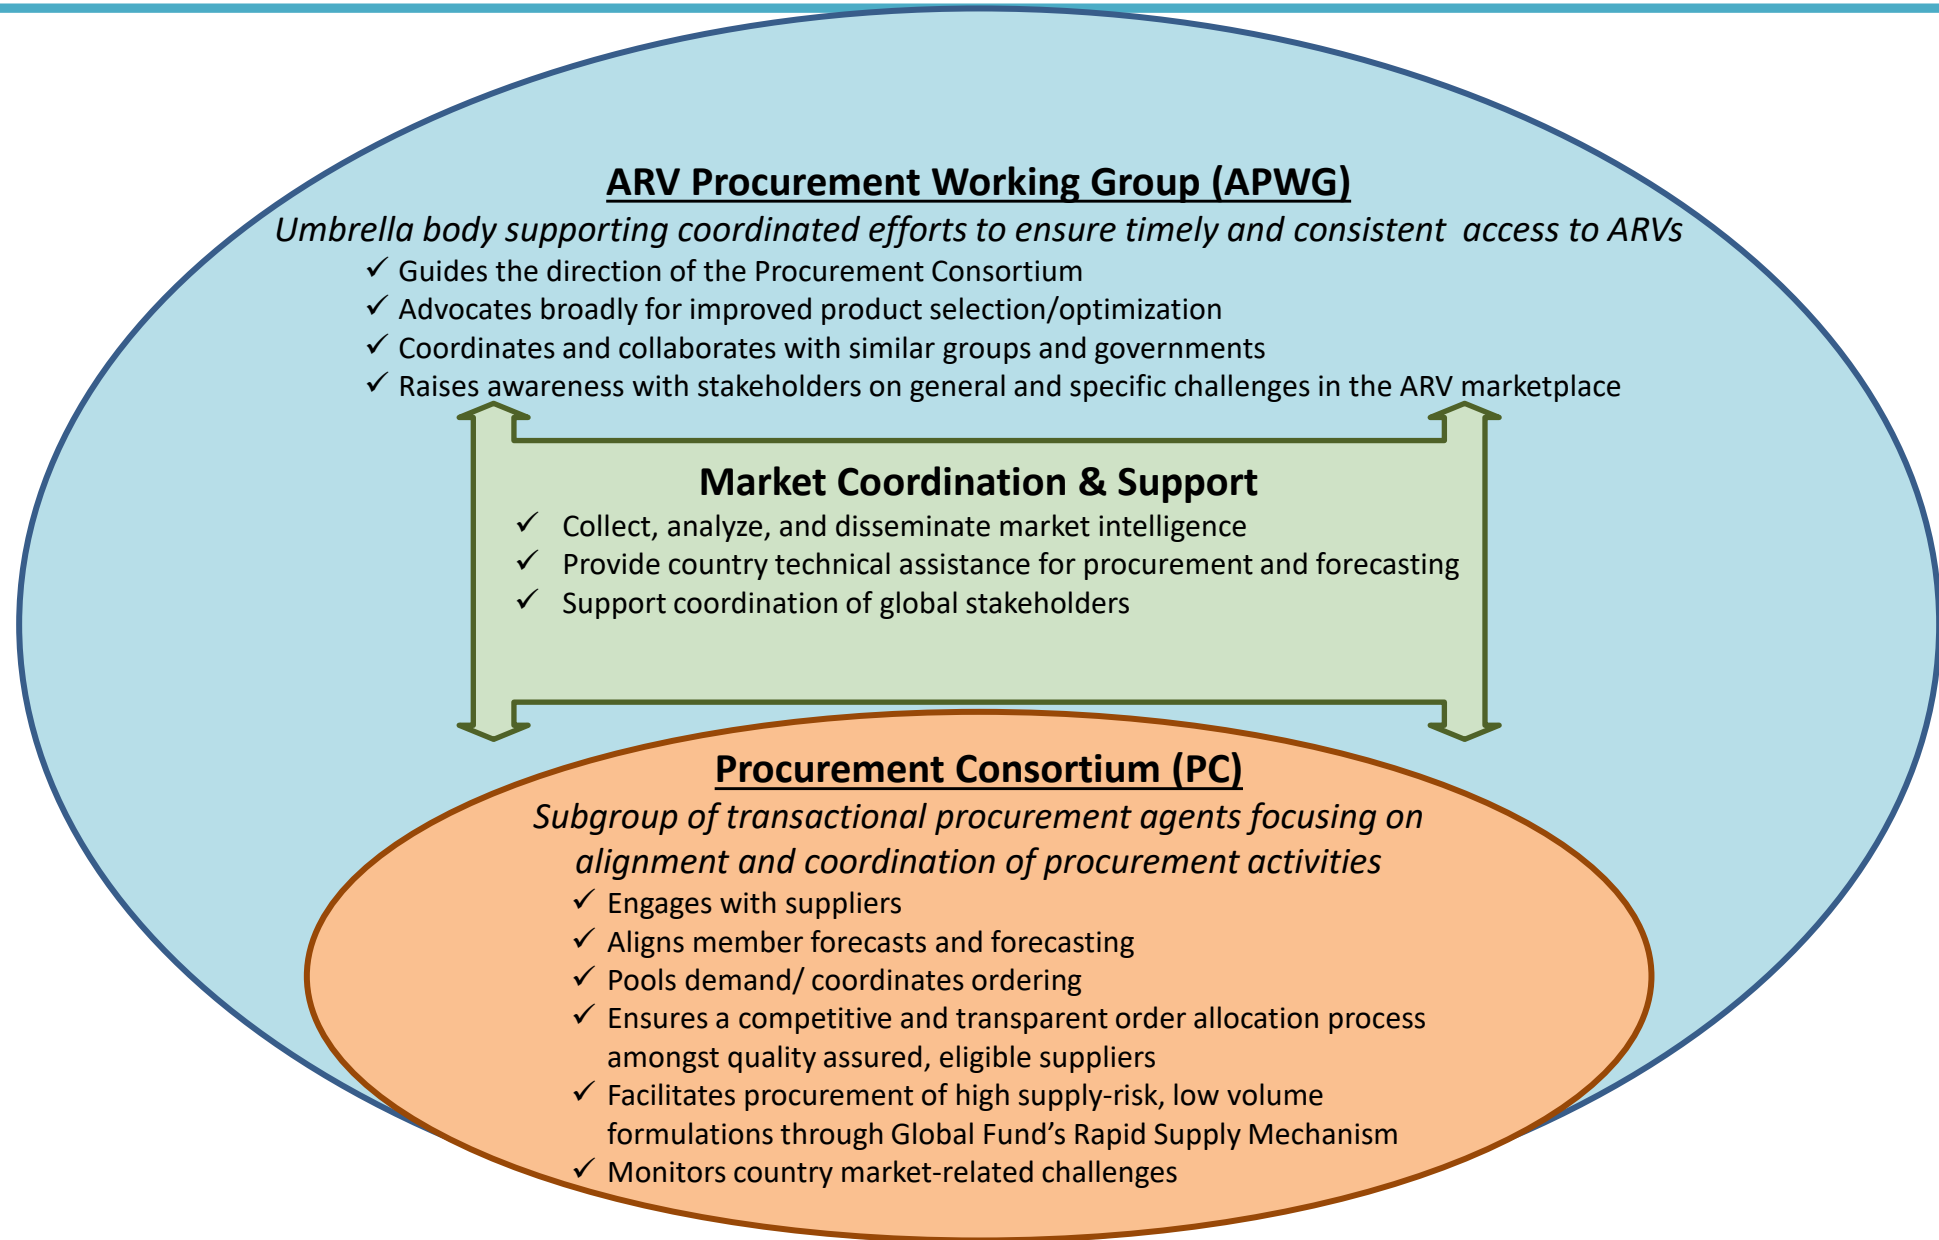 ARV Procurement Working Group (APWG)
Umbrella body supporting coordinated efforts to ensure timely and consistent  access to ARVs
✓ Guides the direction of the Procurement Consortium
✓ Advocates broadly for improved product selection/optimization
✓ Coordinates and collaborates with similar groups and governments
✓ Raises awareness with stakeholders on general and specific challenges in the ARV marketplace
Market Coordination & Support
✓ Collect, analyze, and disseminate market intelligence
✓ Provide country technical assistance for procurement and forecasting
✓ Support coordination of global stakeholders
Procurement Consortium (PC)
Subgroup of transactional procurement agents focusing on
alignment and coordination of procurement activities
✓ Engages with suppliers
✓ Aligns member forecasts and forecasting
✓ Pools demand/ coordinates ordering
✓ Ensures a competitive and transparent order allocation process
amongst quality assured, eligible suppliers
✓ Facilitates procurement of high supply-risk, low volume
formulations through Global Fund’s Rapid Supply Mechanism
✓ Monitors country market-related challenges